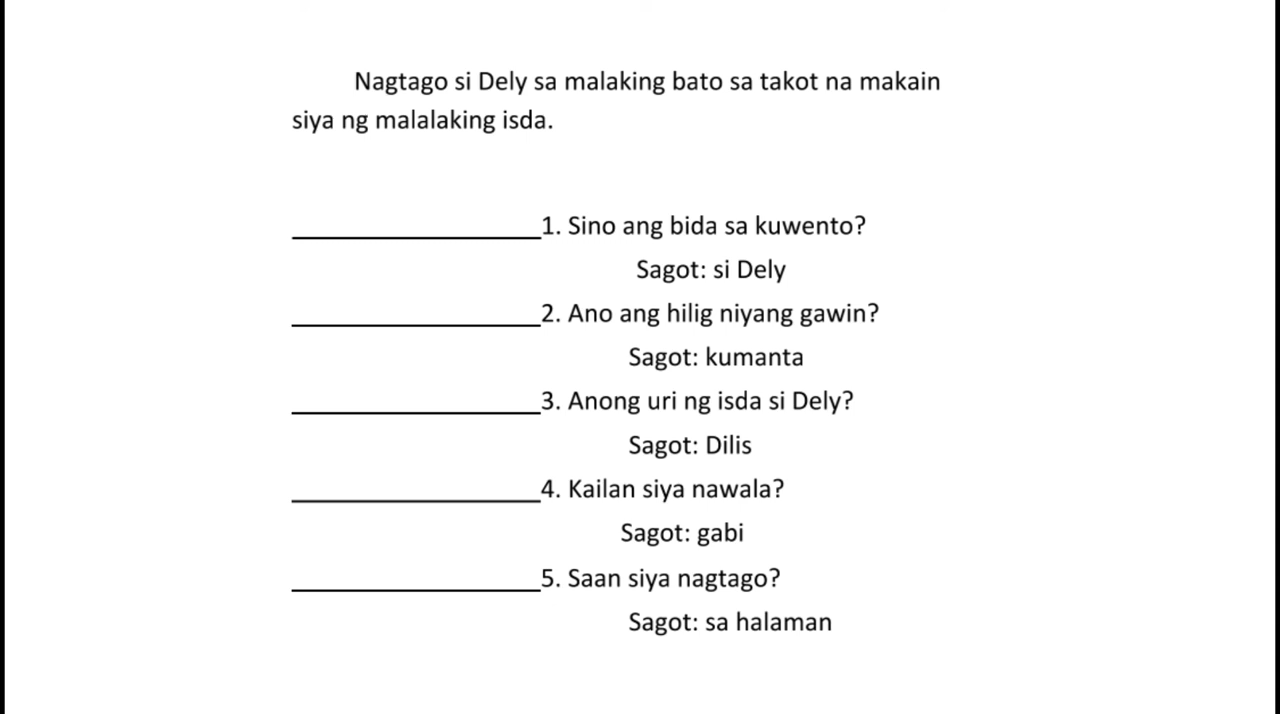 Nagtago si Dely sa malaking bato sa takot na makain
siya ng malalaking isda.
____________________1. Sino ang bida sa kuwento?
Sagot: si Dely
____________________2. Ano ang hilig niyang gawin?
Sagot: kumanta
____________________3. Anong uri ng isda si Dely?
Sagot: Dilis
____________________4. Kailan siya nawala?
Sagot: gabi
____________________5. Saan siya nagtago?
Sagot: sa halaman